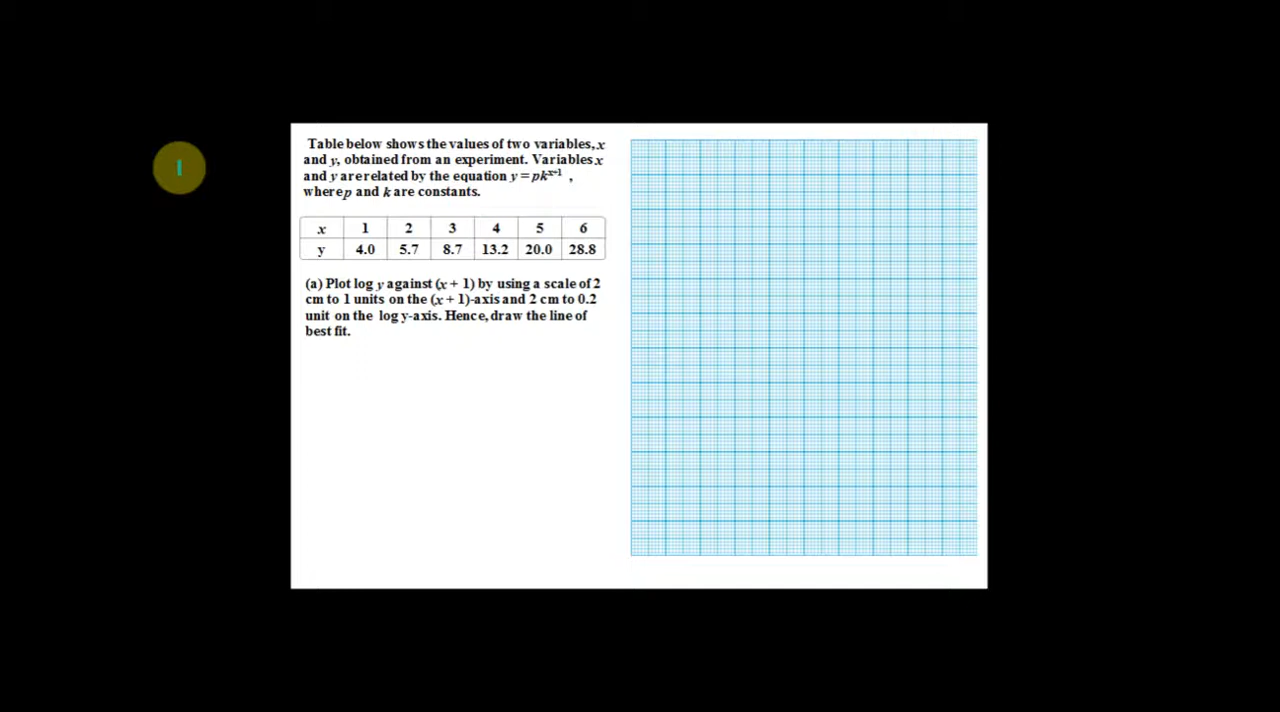 Table below shows the values of two variables, x
and y, obtained from an experiment. Variables x
and y are related by the equation y = pkˣ⁺¹ ,
where p and k are constants.
x 1 2 3 4 5 6
y 4.0 5.7 8.7 13.2 20.0 28.8
(a) Plot log y against (x + 1) by using a scale of 2
cm to 1 units on the (x + 1)-axis and 2 cm to 0.2
unit on the log y-axis. Hence, draw the line of
best fit.